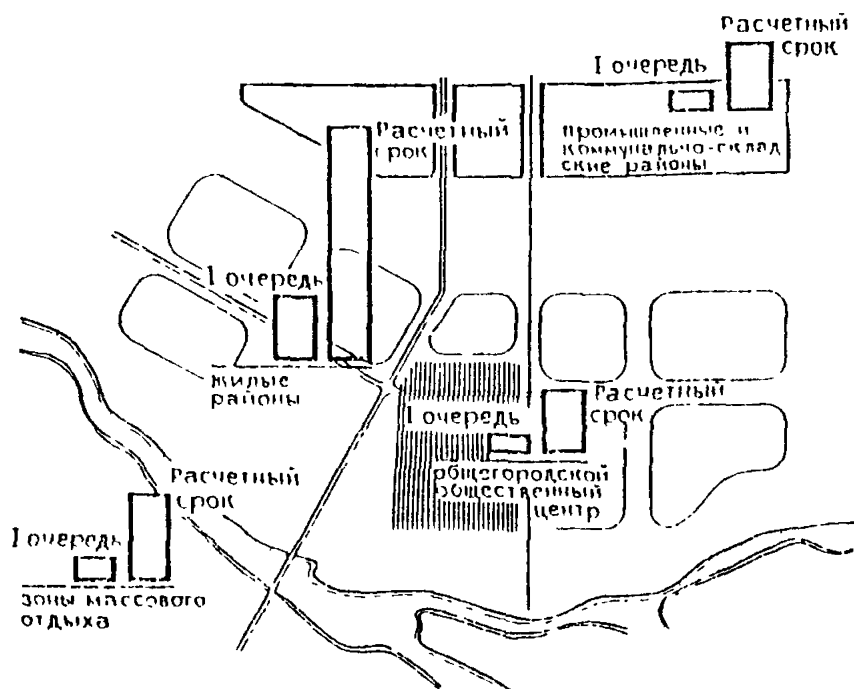 Расчетный
срок
I очередь
промышленные и
коммунально-склад
ские районы
Расчетный
срок
I очередь
жилые
районы
Расчетный
срок
I очередь
общегородской
общественный
центр
Расчетный
срок
I очередь
зоны массового
отдыха